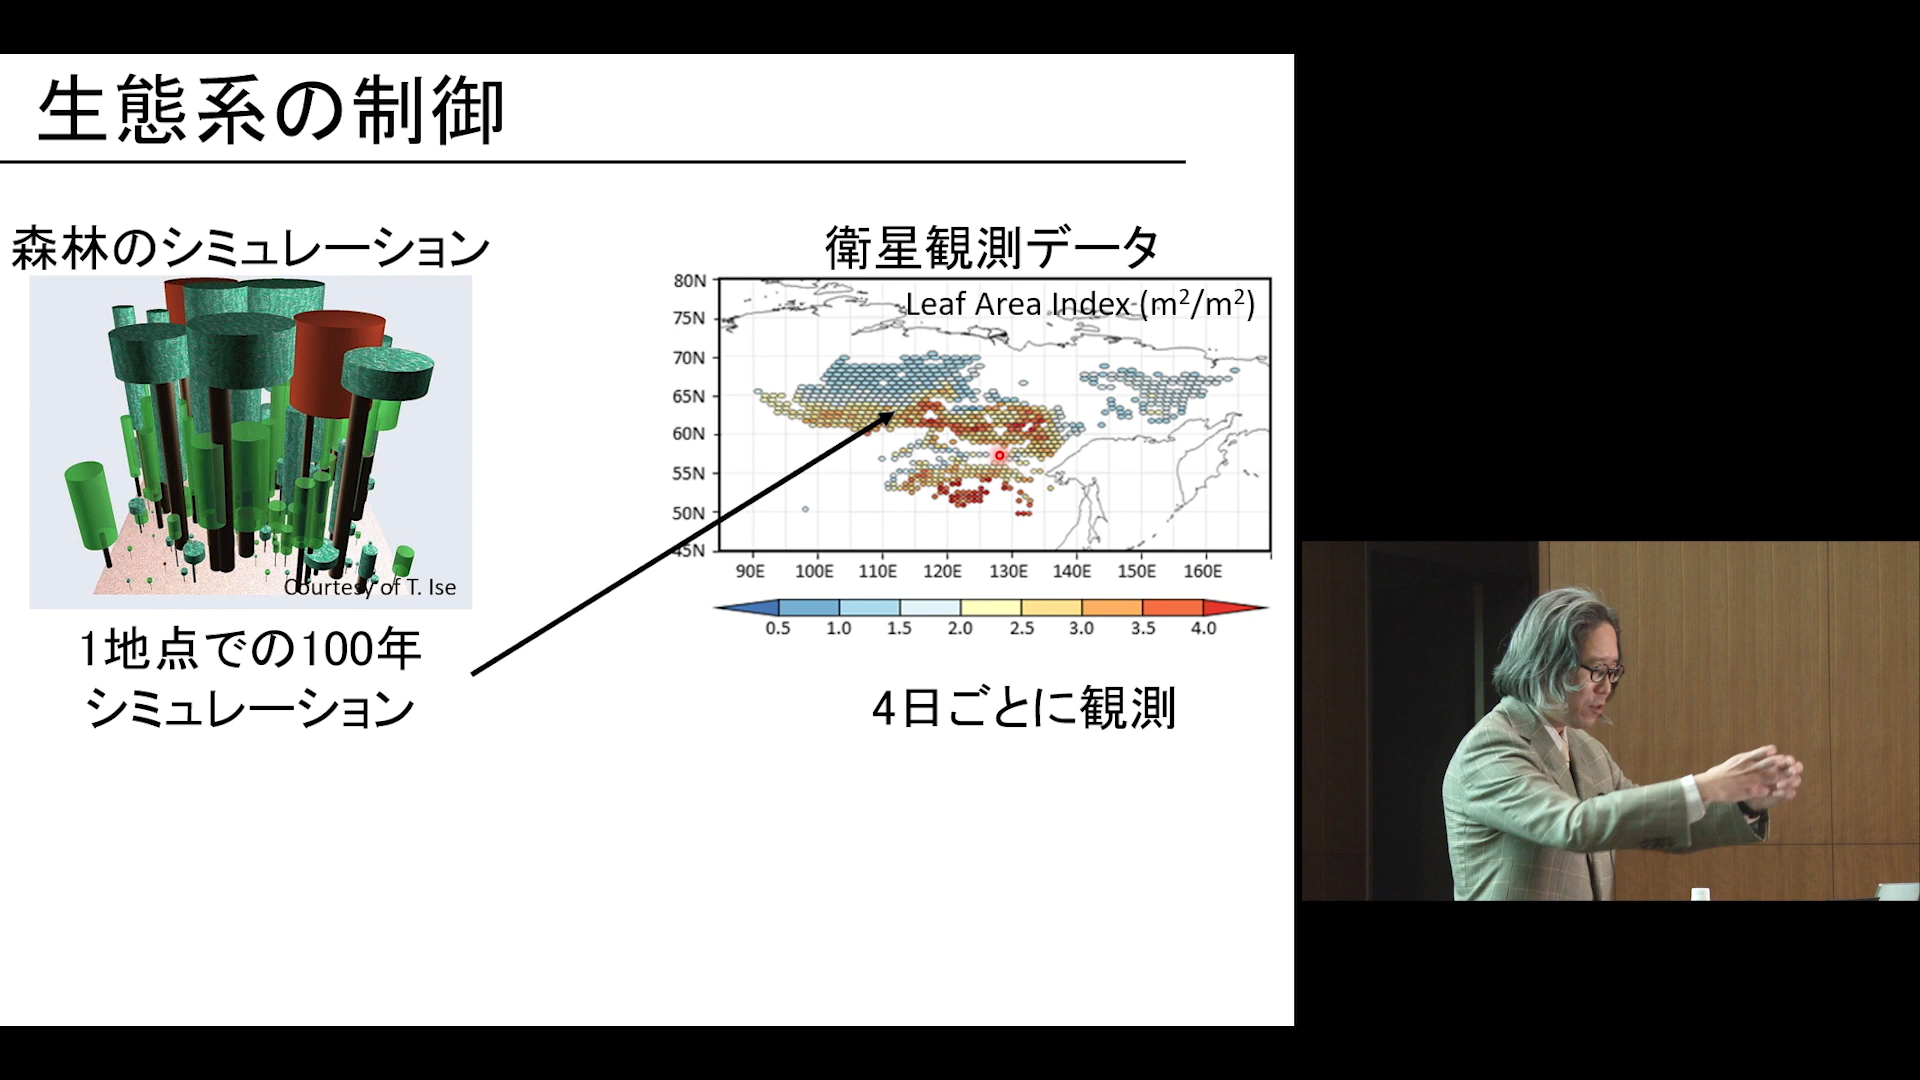 生態系の制御
森林のシミュレーション
Courtesy of T. Ise
1地点での100年
シミュレーション
衛星観測データ
Leaf Area Index (m²/m²)
80N
75N
70N
65N
60N
55N
50N
45N
90E 100E 110E 120E 130E 140E 150E 160E
0.5 1.0 1.5 2.0 2.5 3.0 3.5 4.0
4日ごとに観測